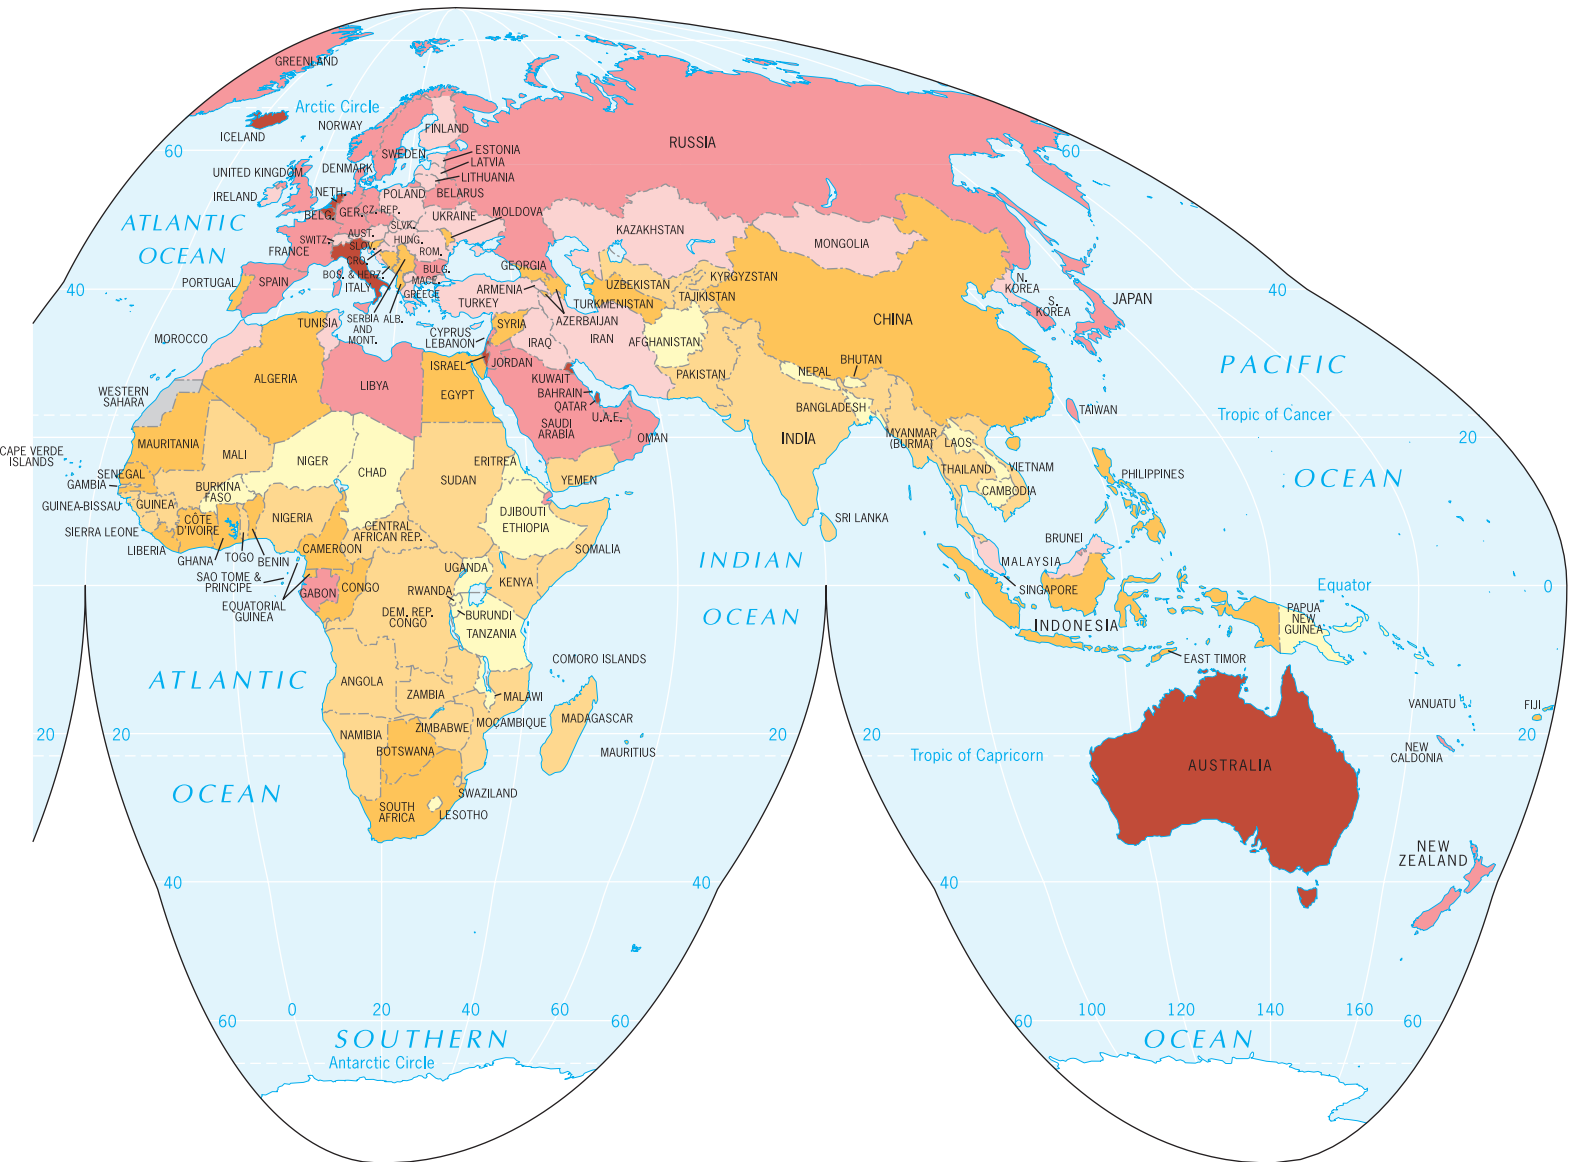 GREENLAND
Arctic Circle
ICELAND
NORWAY
FINLAND
RUSSIA
60
60
SWEDEN
ESTONIA
LATVIA
LITHUANIA
UNITED KINGDOM
DENMARK
IRELAND
NETH.
POLAND
BELARUS
BELG.
GER.
CZ. REP.
UKRAINE
MOLDOVA
ATLANTIC
OCEAN
SLVK.
AUST.
SWITZ.
SLOV.
HUNG.
FRANCE
CRO.
ROM.
KAZAKHSTAN
MONGOLIA
BOS. & HERZ.
BULG.
GEORGIA
PORTUGAL
SPAIN
ITALY
MACE.
GREECE
ARMENIA
UZBEKISTAN
KYRGYZSTAN
N.
KOREA
40
40
TURKEY
TURKMENISTAN
TAJIKISTAN
S.
KOREA
JAPAN
TUNISIA
SERBIA
AND
MONT.
ALB.
SYRIA
AZERBAIJAN
CHINA
MOROCCO
CYPRUS
LEBANON
IRAQ
IRAN
AFGHANISTAN
ISRAEL
JORDAN
PACIFIC
OCEAN
ALGERIA
LIBYA
EGYPT
KUWAIT
BAHRAIN
QATAR
U.A.E.
PAKISTAN
NEPAL
BHUTAN
WESTERN
SAHARA
SAUDI
ARABIA
BANGLADESH
TAIWAN
Tropic of Cancer
20
OMAN
INDIA
MYANMAR
(BURMA)
LAOS
MAURITANIA
CAPE VERDE
ISLANDS
MALI
NIGER
CHAD
SUDAN
ERITREA
YEMEN
THAILAND
VIETNAM
PHILIPPINES
SENEGAL
GAMBIA
BURKINA
FASO
CAMBODIA
GUINEA-BISSAU
GUINEA
DJIBOUTI
ETHIOPIA
NIGERIA
CÔTE
D'IVOIRE
SRI LANKA
SIERRA LEONE
CENTRAL
AFRICAN REP.
LIBERIA
GHANA
TOGO
BENIN
CAMEROON
SOMALIA
INDIAN
OCEAN
BRUNEI
MALAYSIA
SAO TOME &
PRINCIPE
UGANDA
KENYA
GABON
CONGO
RWANDA
SINGAPORE
Equator
0
EQUATORIAL
GUINEA
DEM. REP.
CONGO
BURUNDI
TANZANIA
INDONESIA
PAPUA
NEW
GUINEA
COMORO ISLANDS
EAST TIMOR
ATLANTIC
OCEAN
ANGOLA
ZAMBIA
MALAWI
MOÇAMBIQUE
MADAGASCAR
VANUATU
FIJI
20
20
NAMIBIA
ZIMBABWE
BOTSWANA
MAURITIUS
20
20
20
NEW
CALDONIA
Tropic of Capricorn
AUSTRALIA
SWAZILAND
SOUTH
AFRICA
LESOTHO
NEW
ZEALAND
40
40
40
40
0
20
40
60
60
60
60
100
120
140
160
60
SOUTHERN
OCEAN
Antarctic Circle